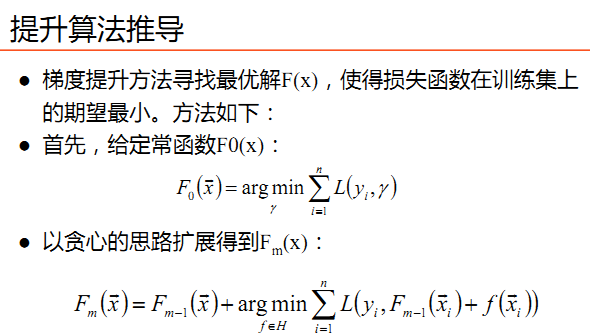 提升算法推导
● 梯度提升方法寻找最优解F(x)，使得损失函数在训练集上
的期望最小。方法如下：
● 首先，给定常函数F0(x)：
$F_0(\bar{x}) = \arg\min_{\gamma} \sum_{i=1}^{n} L(y_i, \gamma)$
● 以贪心的思路扩展得到F_m(x)：
$F_m(\bar{x}) = F_{m-1}(\bar{x}) + \arg\min_{f \in H} \sum_{i=1}^{n} L(y_i, F_{m-1}(\bar{x}_i) + f(\bar{x}_i))$